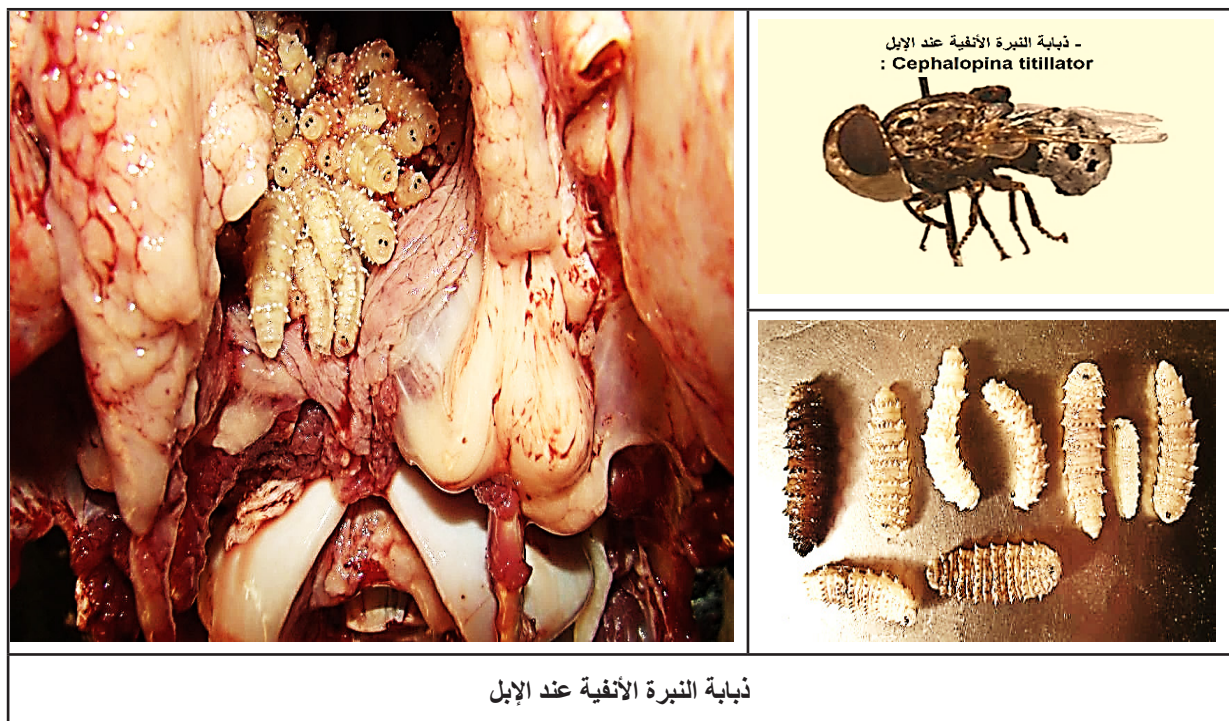 - ذبابة النبرة الأنفية عند الإبل
: Cephalopina titillator
ذبابة النبرة الأنفية عند الإبل